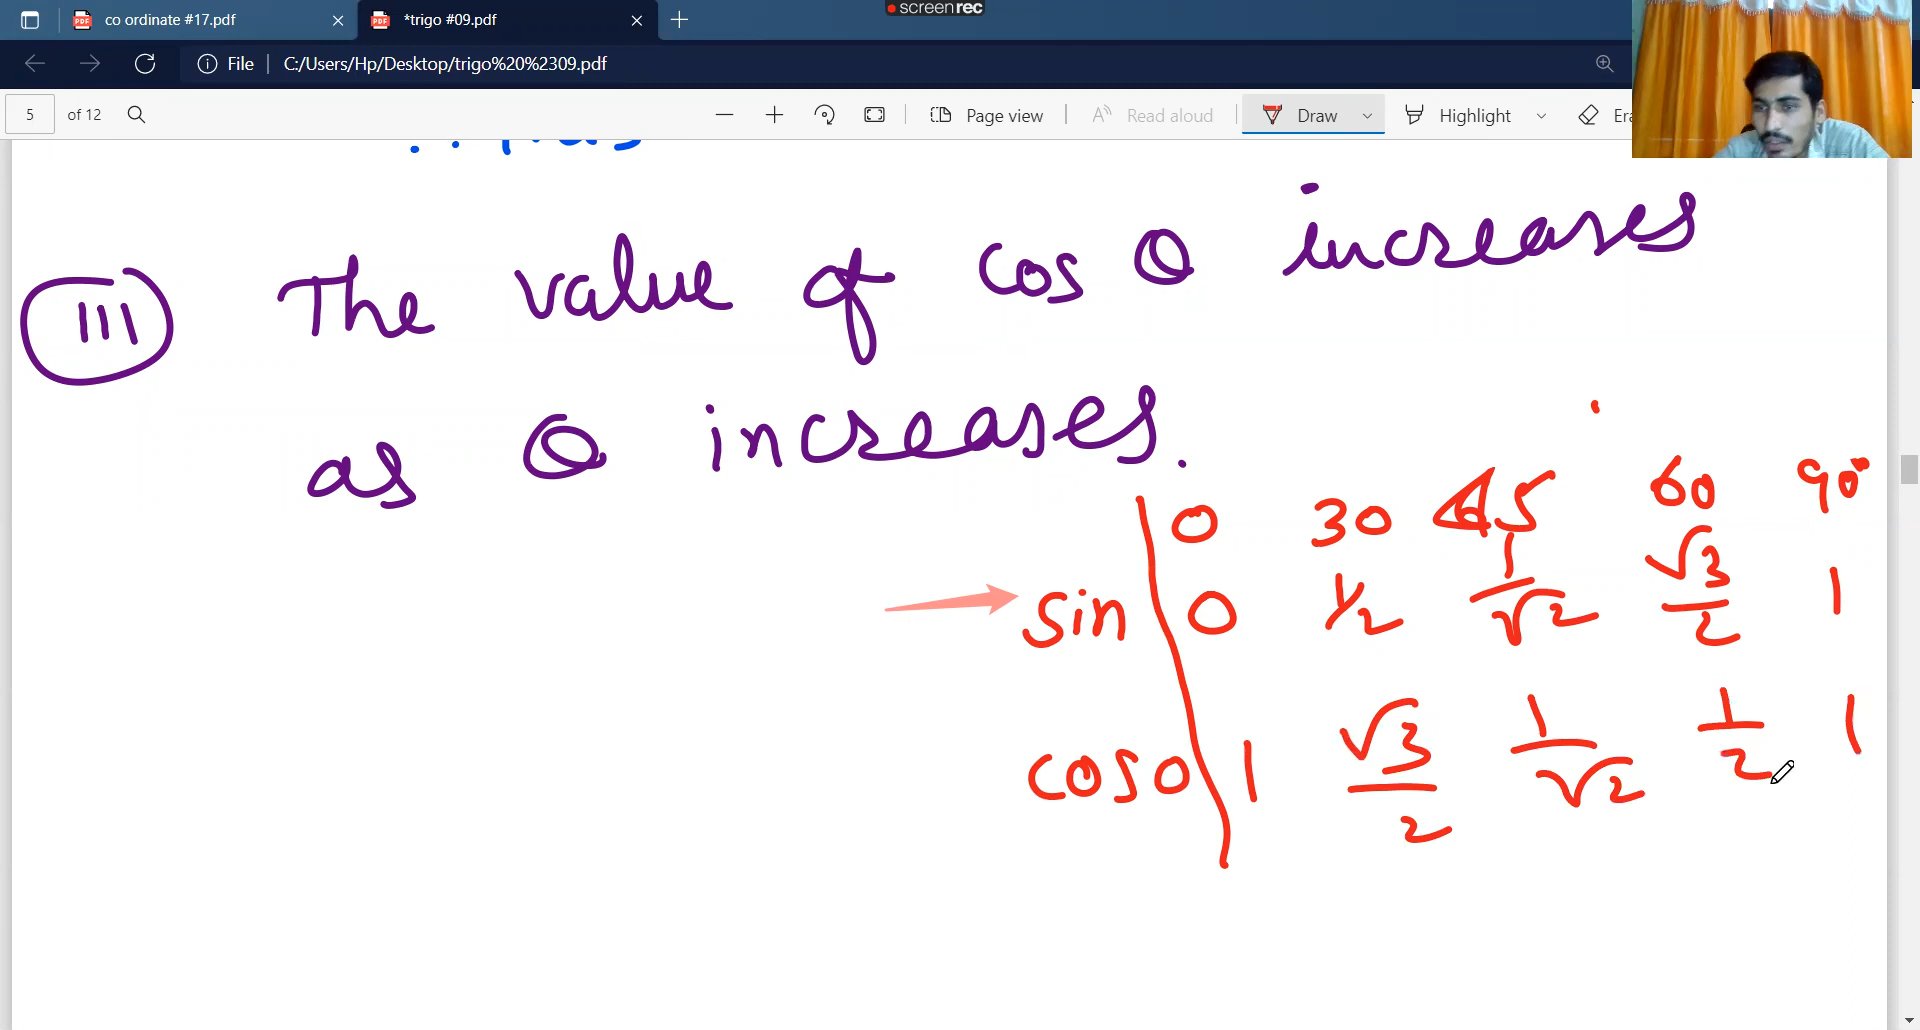 co ordinate #17.pdf
*trigo #09.pdf
screenrec
File
C:/Users/Hp/Desktop/trigo%20%2309.pdf
5 of 12
Page view
Read aloud
Draw
Highlight
Era
III The value of cos θ increases
as θ increases.
0 30 45 60 90°
sin 0 1/2 1/√2 √3/2 1
cos θ 1 √3/2 1/√2 1/2 1